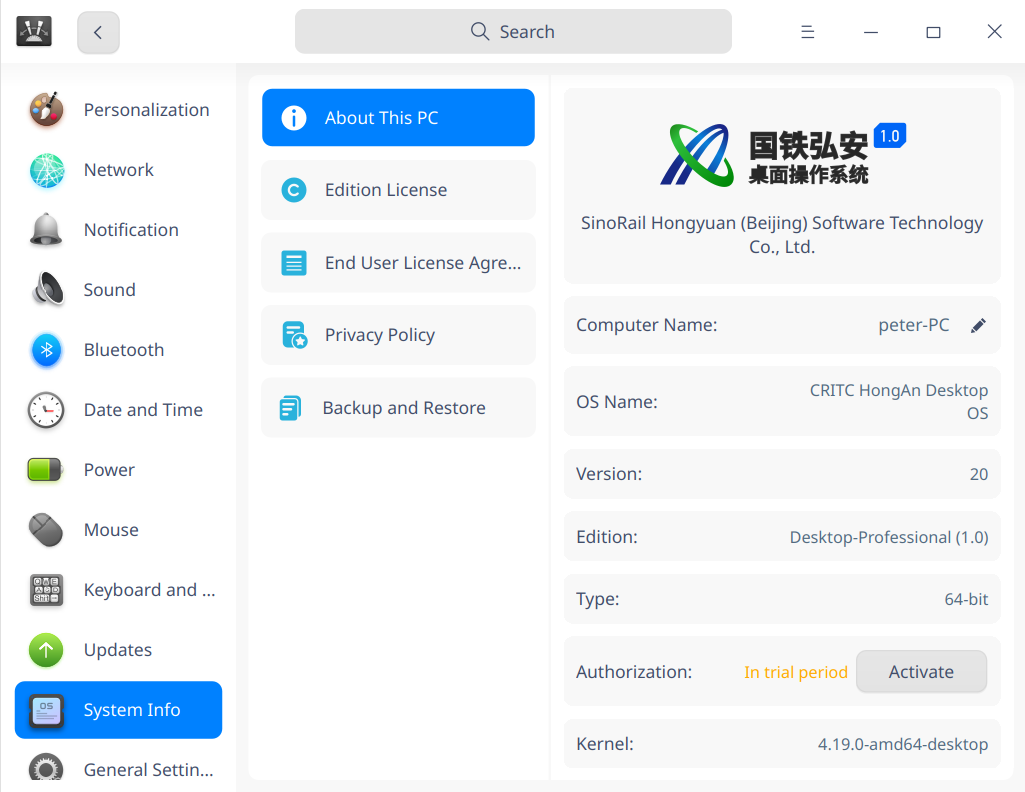 Search
Personalization
Network
Notification
Sound
Bluetooth
Date and Time
Power
Mouse
Keyboard and ...
Updates
OS
System Info
General Settin...
About This PC
Edition License
End User License Agre...
Privacy Policy
Backup and Restore
国铁弘安 1.0
桌面操作系统
SinoRail Hongyuan (Beijing) Software Technology
Co., Ltd.
Computer Name: peter-PC
OS Name: CRITC HongAn Desktop
OS
Version: 20
Edition: Desktop-Professional (1.0)
Type: 64-bit
Authorization: In trial period Activate
Kernel: 4.19.0-amd64-desktop